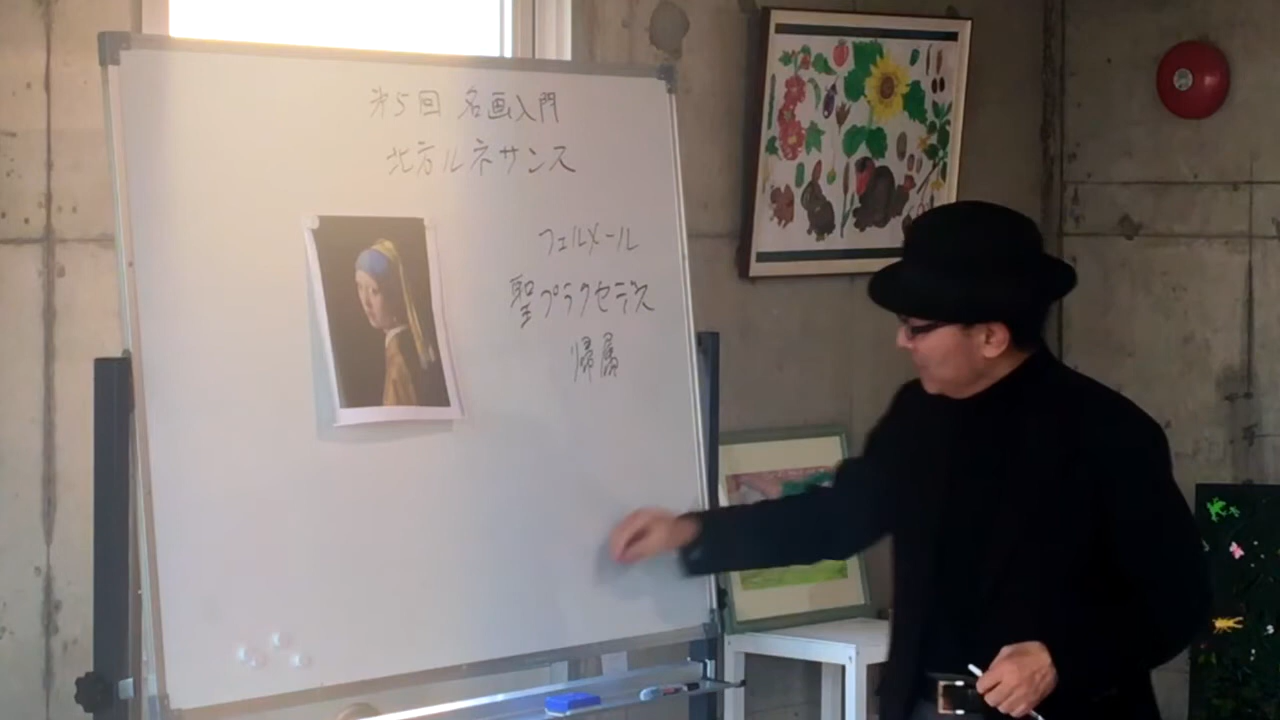 第5回 名画入門
北方ルネサンス
フェルメール
聖プラクセデス
帰属